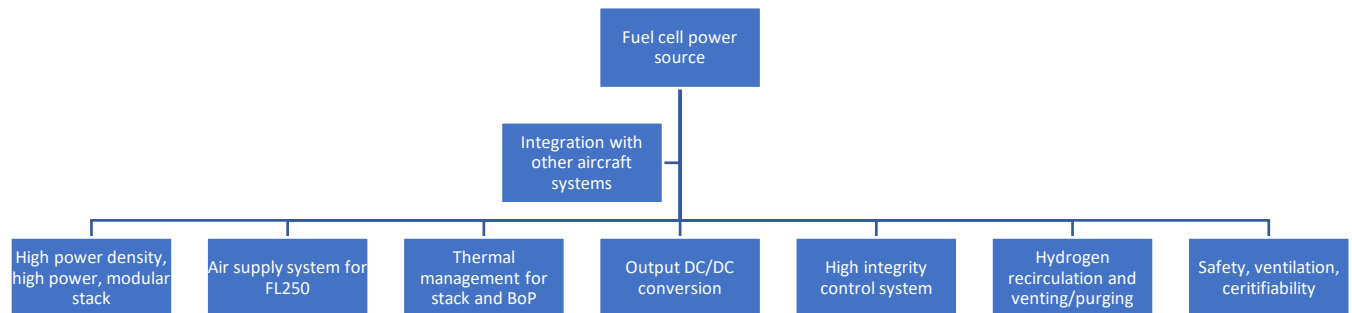 Fuel cell power
source
Integration with
other aircraft
systems
High power density,
high power, modular
stack
Air supply system for
FL250
Thermal
management for
stack and BoP
Output DC/DC
conversion
High integrity
control system
Hydrogen
recirculation and
venting/purging
Safety, ventilation,
ceritifiability